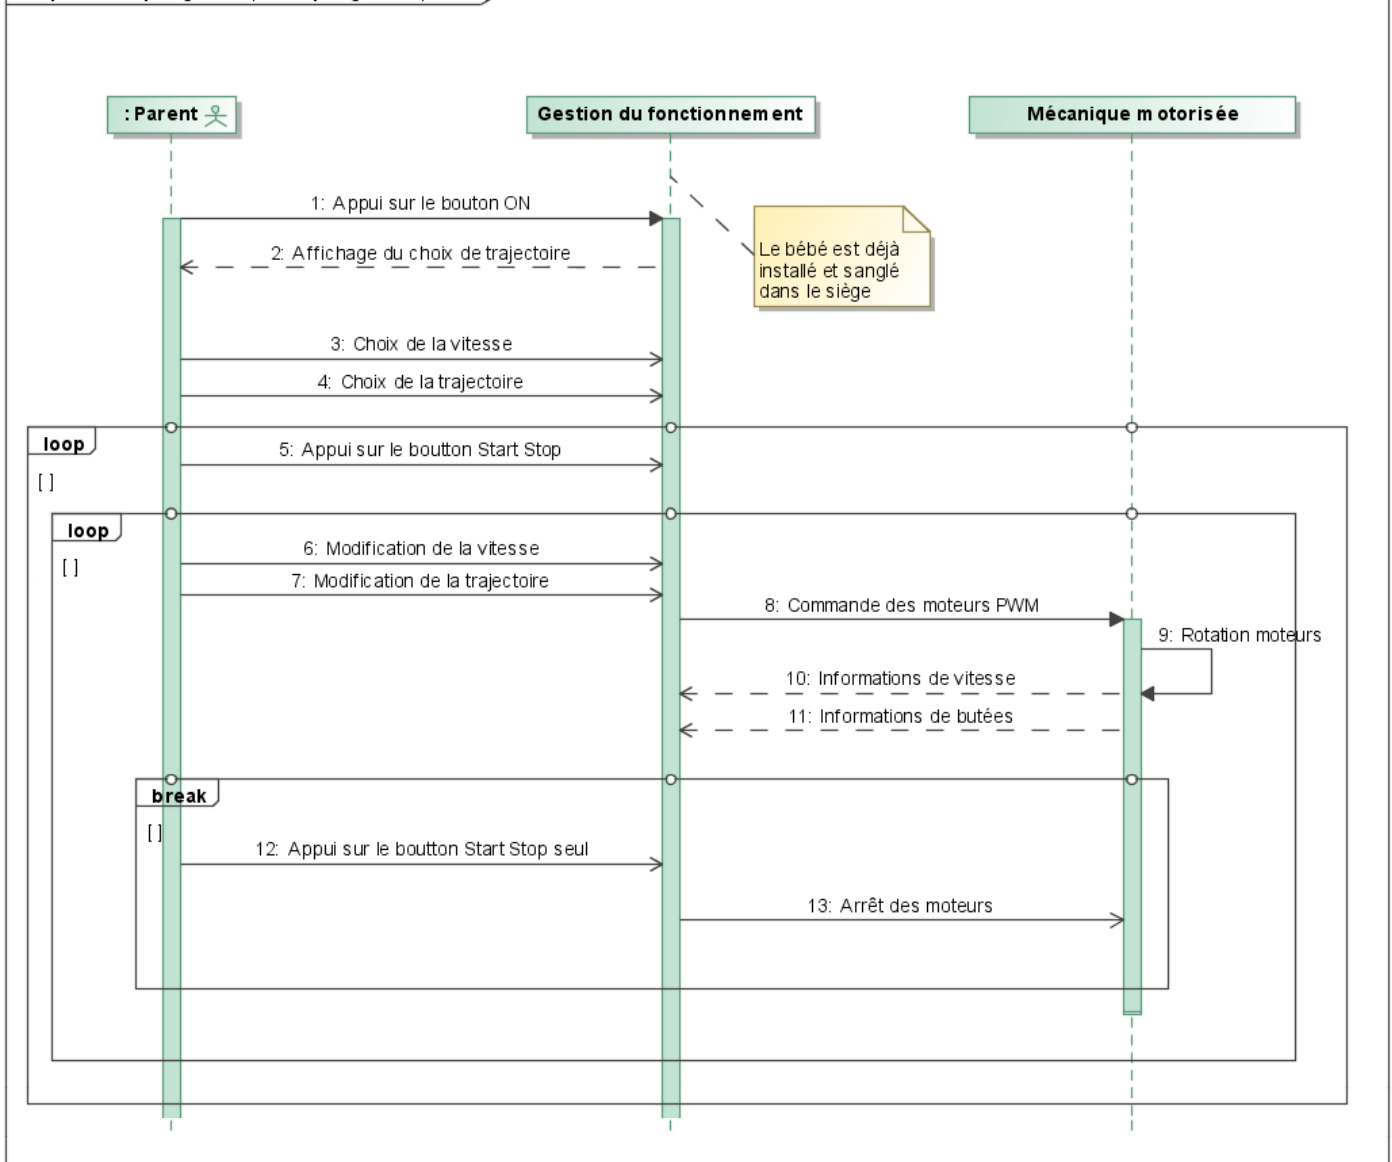 : Parent
Gestion du fonctionnement
Mécanique motorisée
1: Appui sur le bouton ON
2: Affichage du choix de trajectoire
Le bébé est déjà
installé et sanglé
dans le siège
3: Choix de la vitesse
4: Choix de la trajectoire
loop
5: Appui sur le boutton Start Stop
[ ]
loop
6: Modification de la vitesse
[ ]
7: Modification de la trajectoire
8: Commande des moteurs PWM
9: Rotation moteurs
10: Informations de vitesse
11: Informations de butées
break
[ ]
12: Appui sur le boutton Start Stop seul
13: Arrêt des moteurs